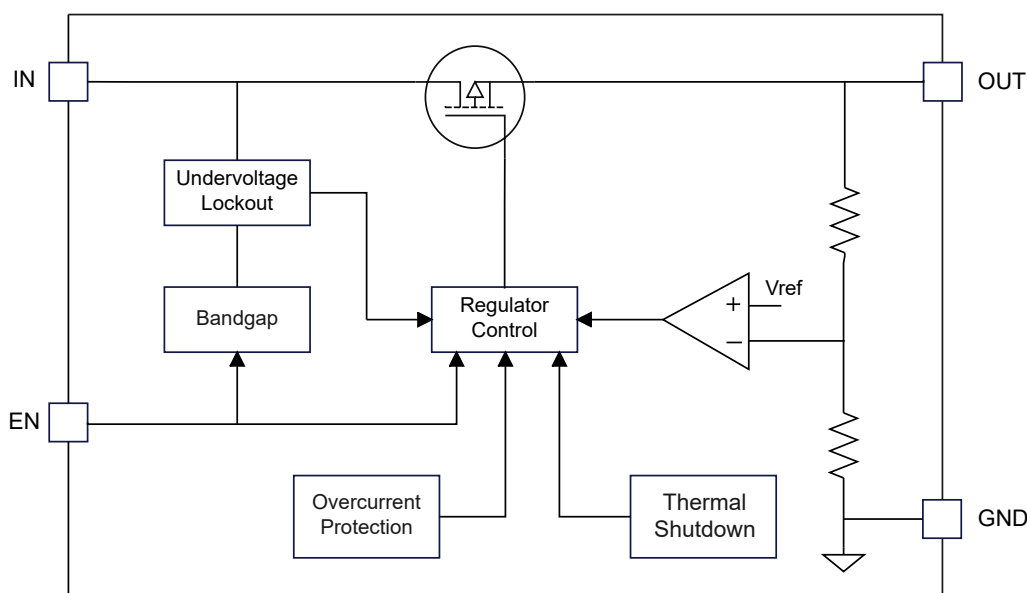 IN
OUT
Undervoltage
Lockout
Bandgap
Regulator
Control
+
Vref
−
EN
Overcurrent
Protection
Thermal
Shutdown
GND